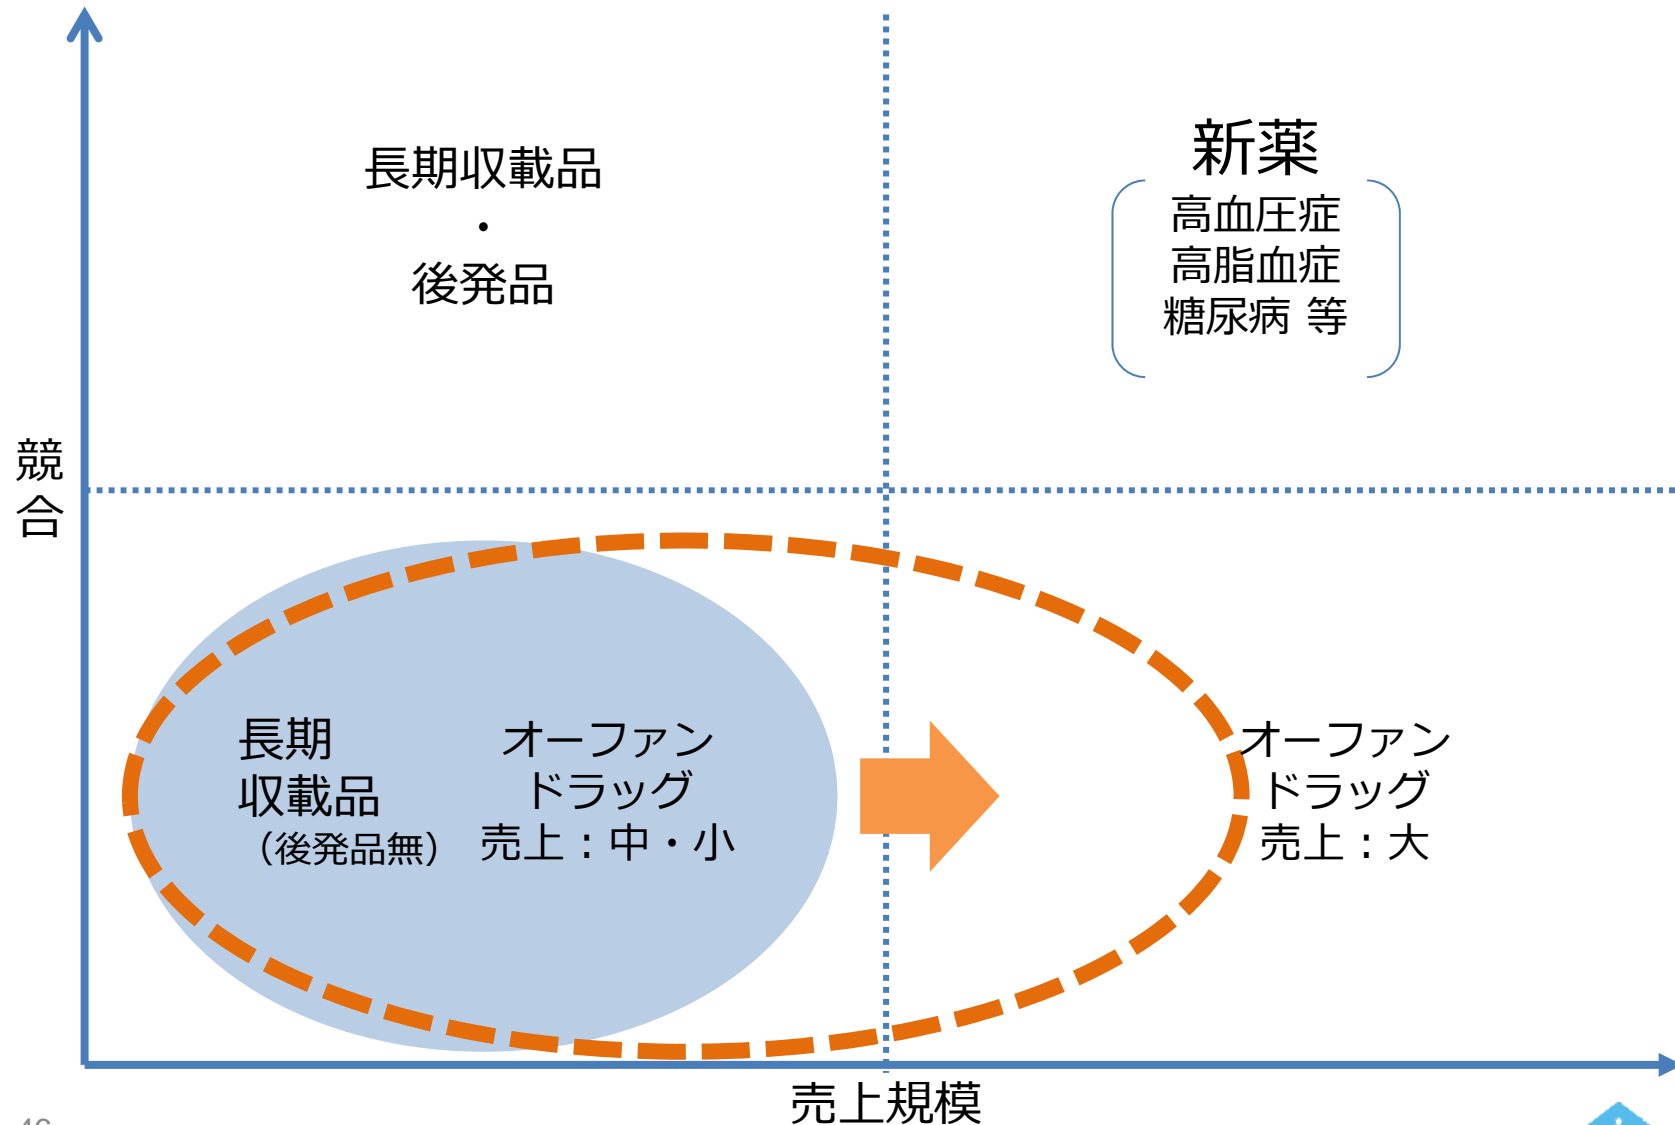 長期収載品
・
後発品
新薬
高血圧症
高脂血症
糖尿病 等
競
合
長期
収載品
（後発品無）
オーファン
ドラッグ
売上：中・小
オーファン
ドラッグ
売上：大
売上規模